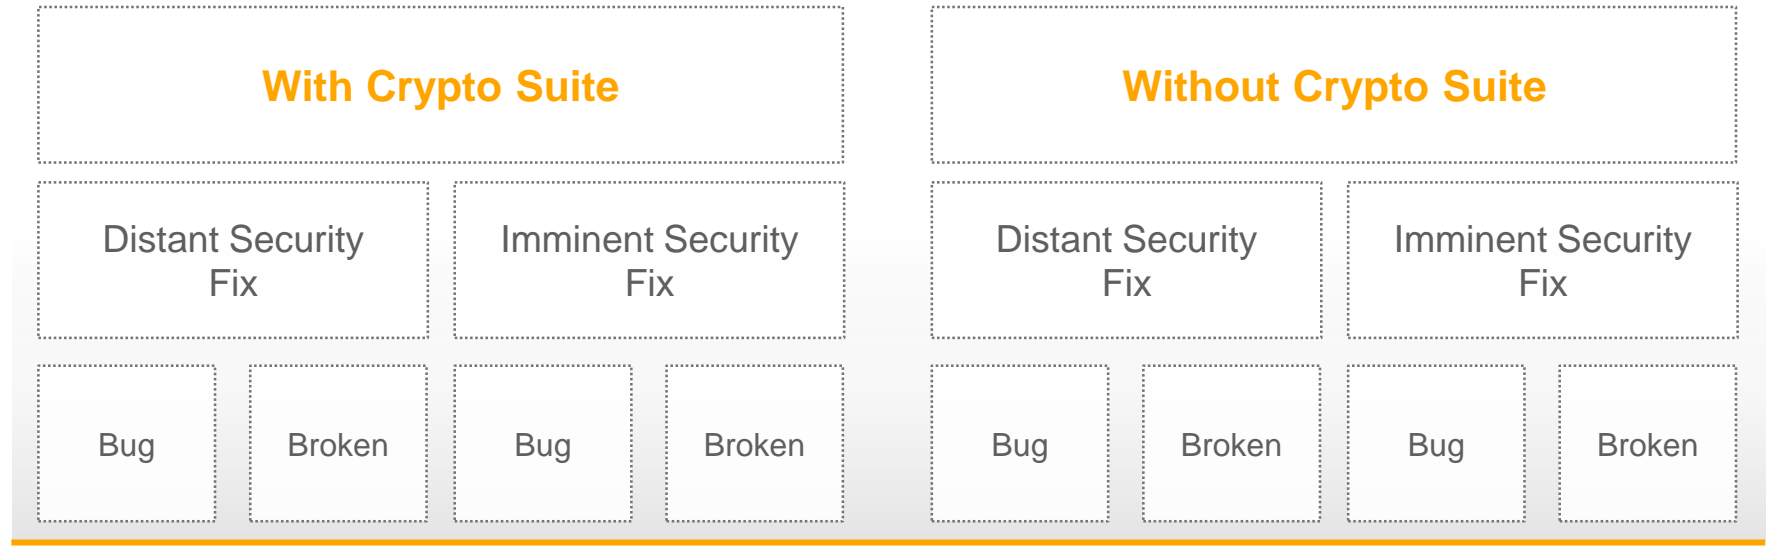 With Crypto Suite
Without Crypto Suite
Distant Security
Fix
Imminent Security
Fix
Distant Security
Fix
Imminent Security
Fix
Bug
Broken
Bug
Broken
Bug
Broken
Bug
Broken